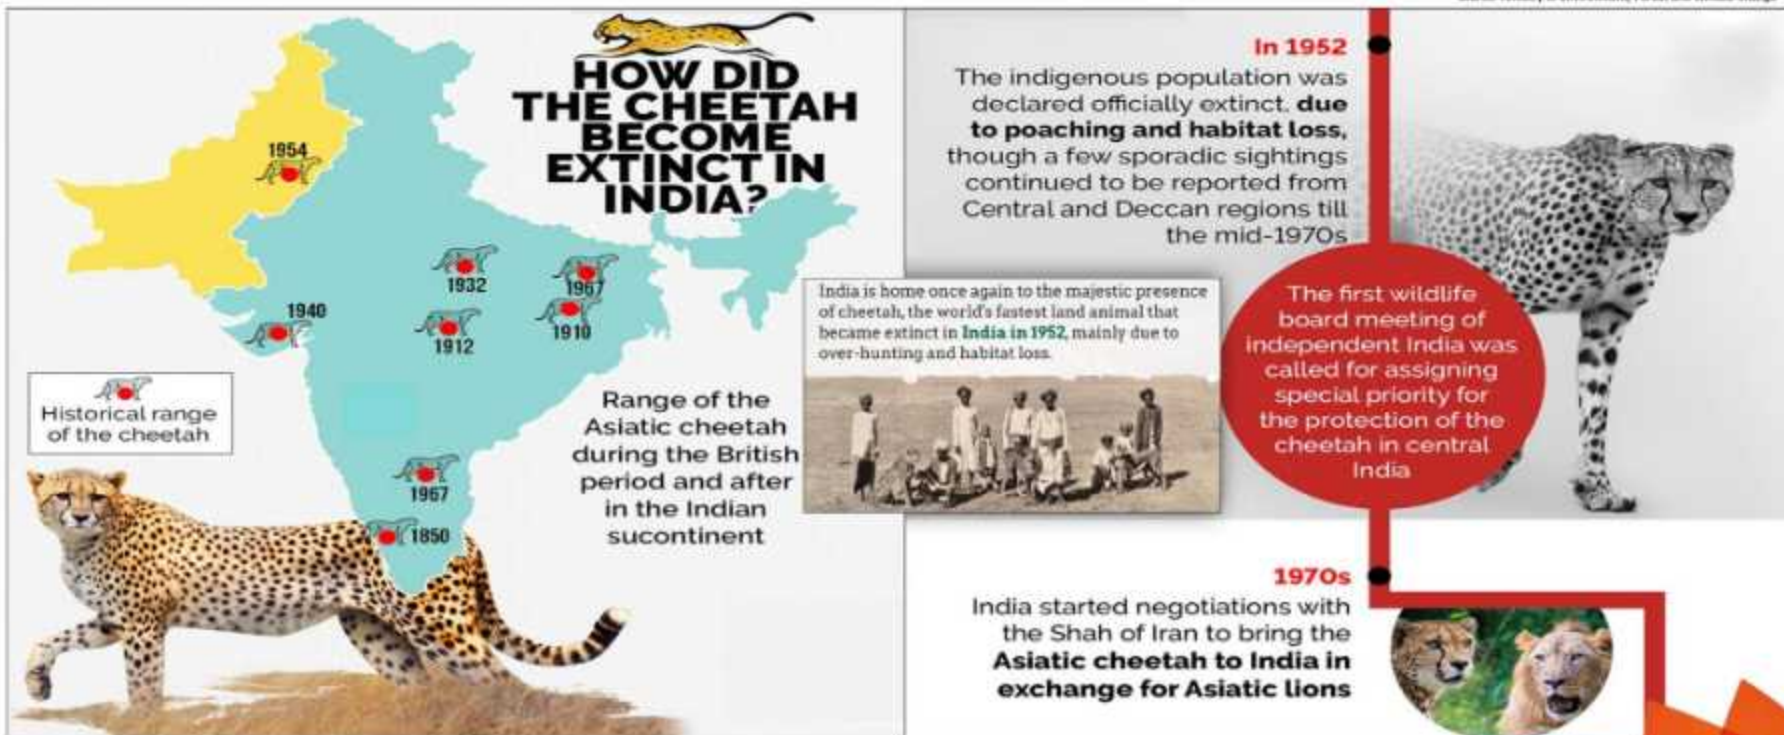 HOW DID
THE CHEETAH
BECOME
EXTINCT IN
INDIA?
1954
1932
1967
1940
1912
1910
Historical range
of the cheetah
1967
1850
Range of the
Asiatic cheetah
during the British
period and after
in the Indian
sucontinent
India is home once again to the majestic presence
of cheetah, the world's fastest land animal that
became extinct in India in 1952, mainly due to
over-hunting and habitat loss.
In 1952
The indigenous population was
declared officially extinct, due
to poaching and habitat loss,
though a few sporadic sightings
continued to be reported from
Central and Deccan regions till
the mid-1970s
The first wildlife
board meeting of
independent India was
called for assigning
special priority for
the protection of the
cheetah in central
India
1970s
India started negotiations with
the Shah of Iran to bring the
Asiatic cheetah to India in
exchange for Asiatic lions